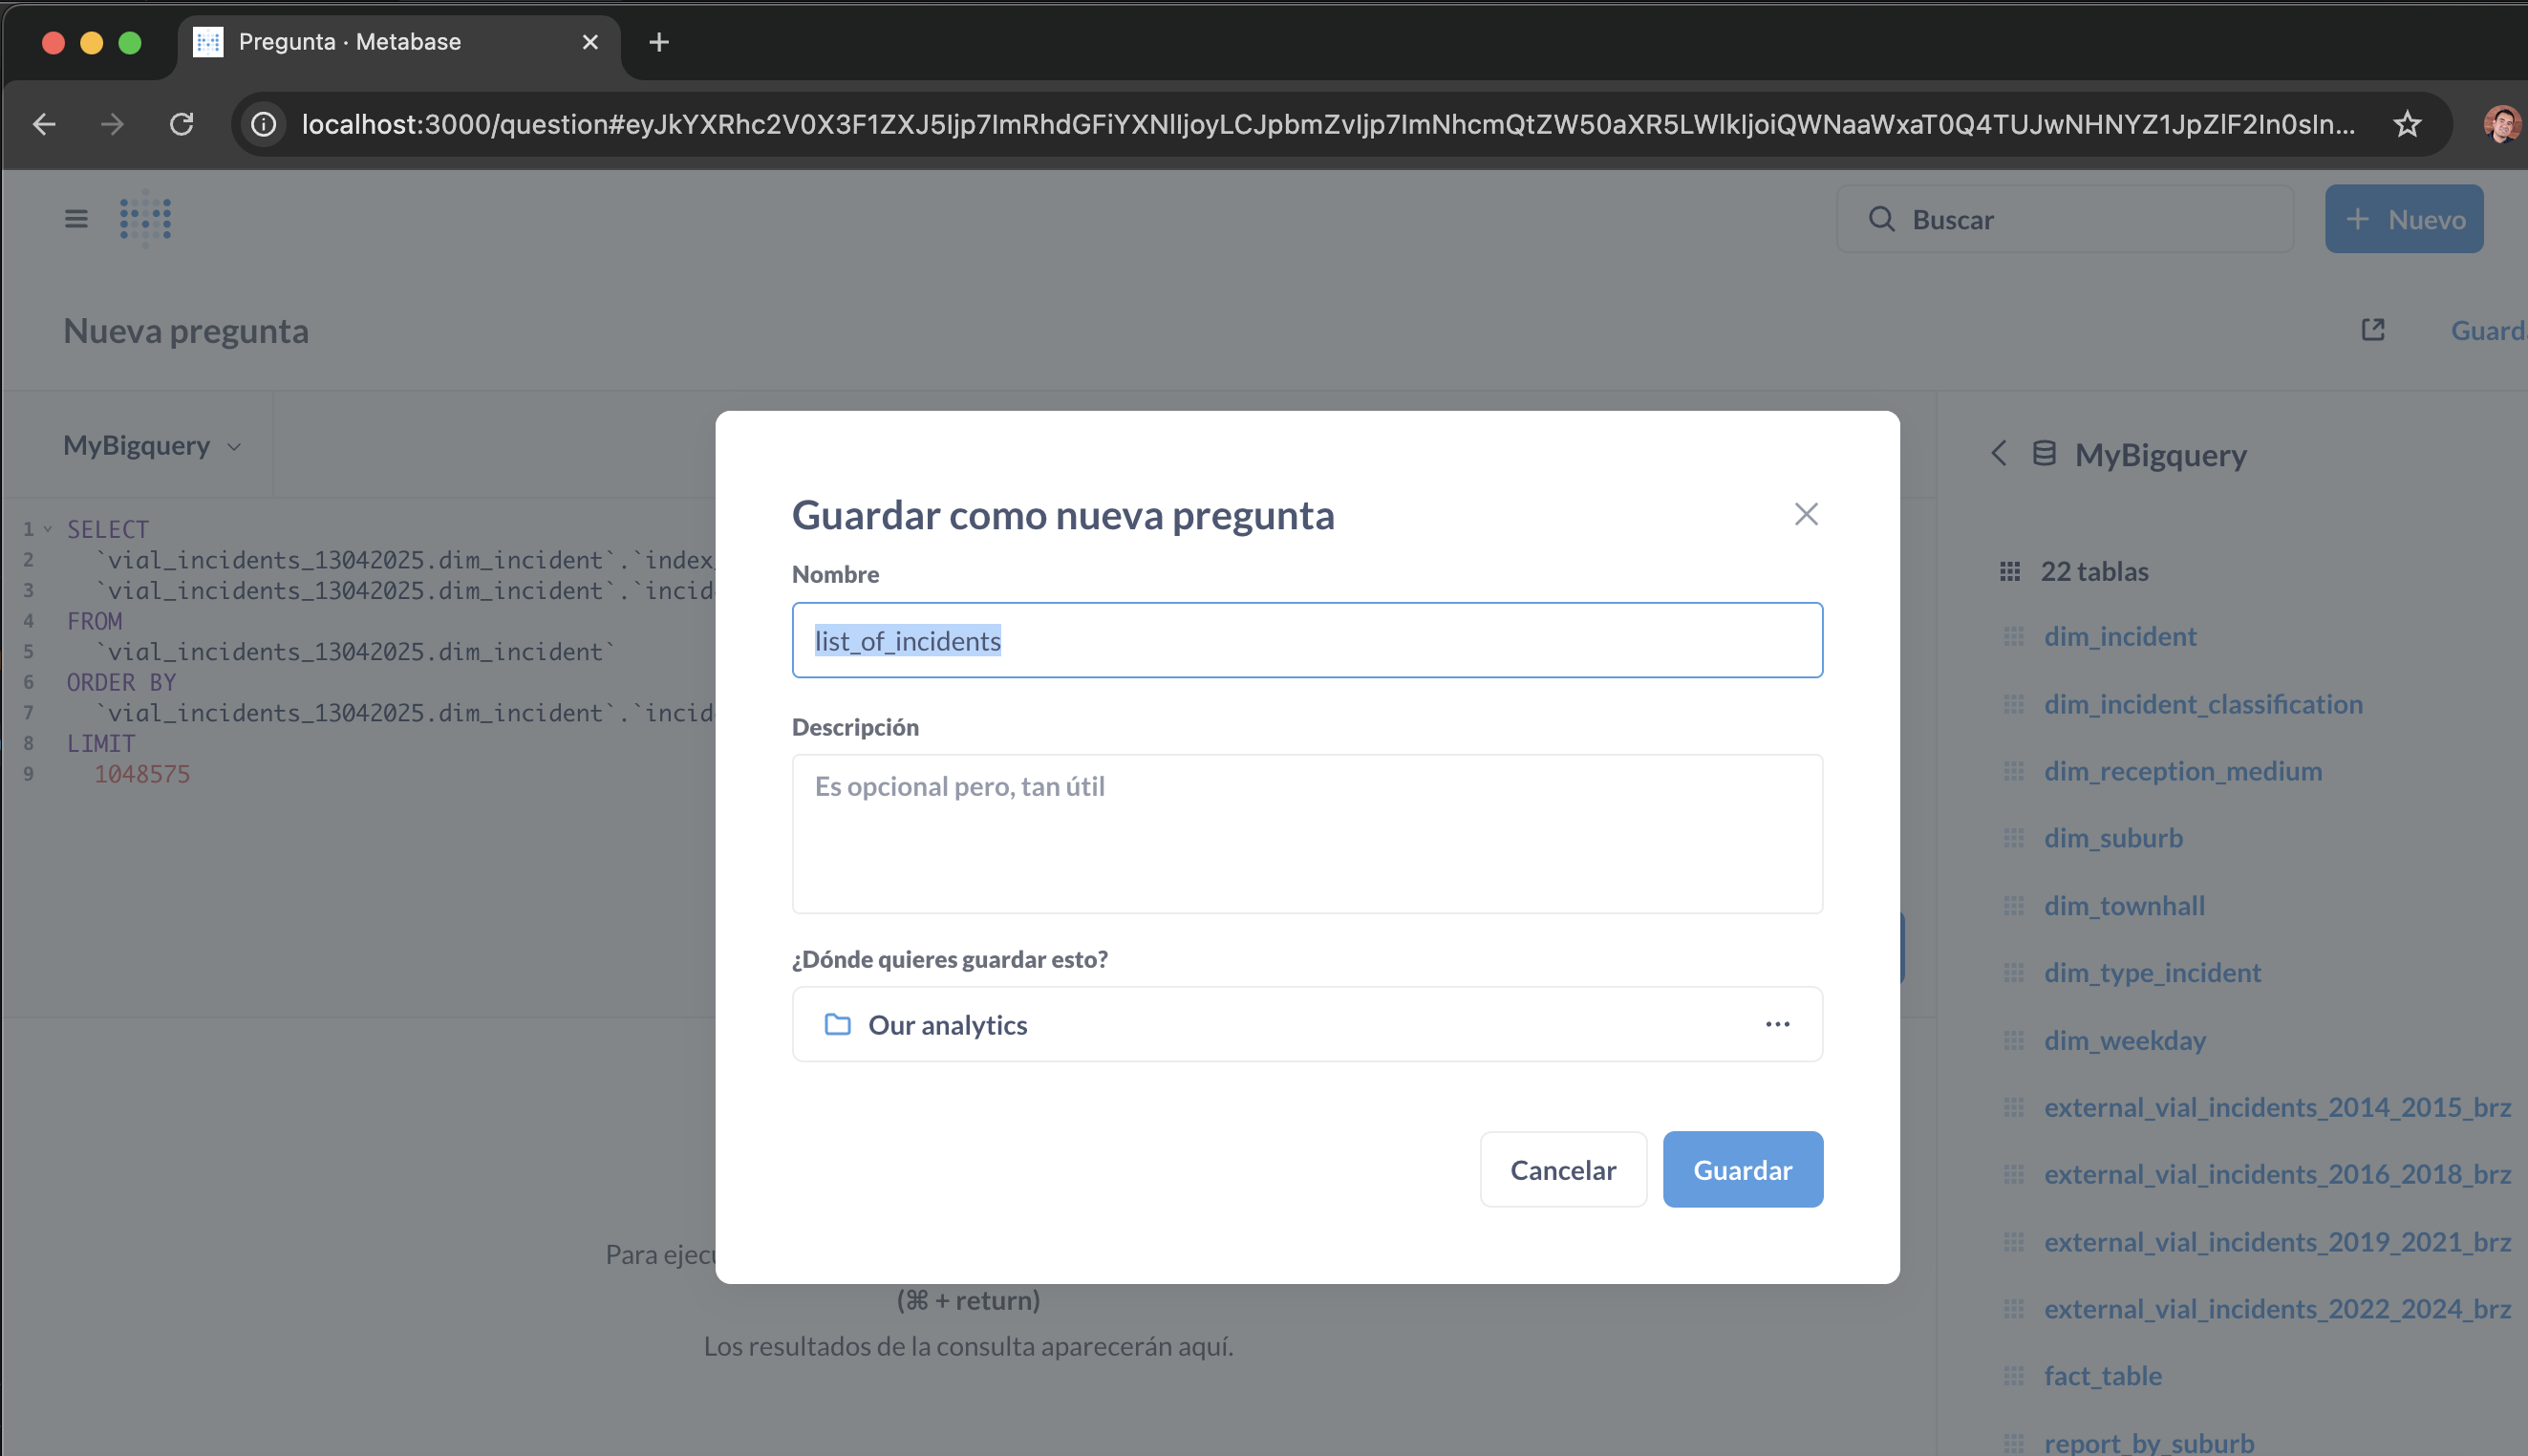 Pregunta · Metabase
localhost:3000/question#eyJkYXRhc2V0X3F1ZXJ5Ijp7ImRhdGFiYXNlIjoyLCJpbmZvIjp7ImNhcmQtZW50aXR5LWlkIjoiQWNaaWxaT0Q4TUJwNHNYZ1JpZlF2In0sIn...
Buscar
+ Nuevo
Nueva pregunta
MyBigquery
1 SELECT
2 `vial_incidents_13042025.dim_incident`.`index_
3 `vial_incidents_13042025.dim_incident`.`incid
4 FROM
5 `vial_incidents_13042025.dim_incident`
6 ORDER BY
7 `vial_incidents_13042025.dim_incident`.`incid
8 LIMIT
9 1048575
Para ejecu
(⌘ + return)
Los resultados de la consulta aparecerán aquí.
Guardar como nueva pregunta
Nombre
list_of_incidents
Descripción
Es opcional pero, tan útil
¿Dónde quieres guardar esto?
Our analytics
Cancelar
Guardar
MyBigquery
22 tablas
dim_incident
dim_incident_classification
dim_reception_medium
dim_suburb
dim_townhall
dim_type_incident
dim_weekday
external_vial_incidents_2014_2015_brz
external_vial_incidents_2016_2018_brz
external_vial_incidents_2019_2021_brz
external_vial_incidents_2022_2024_brz
fact_table
report_by_suburb